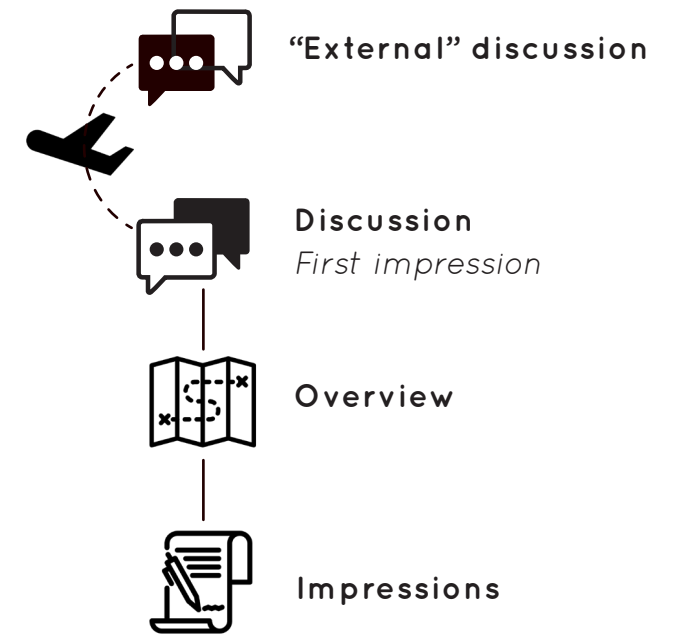 “External” discussion
Discussion
First impression
Overview
Impressions